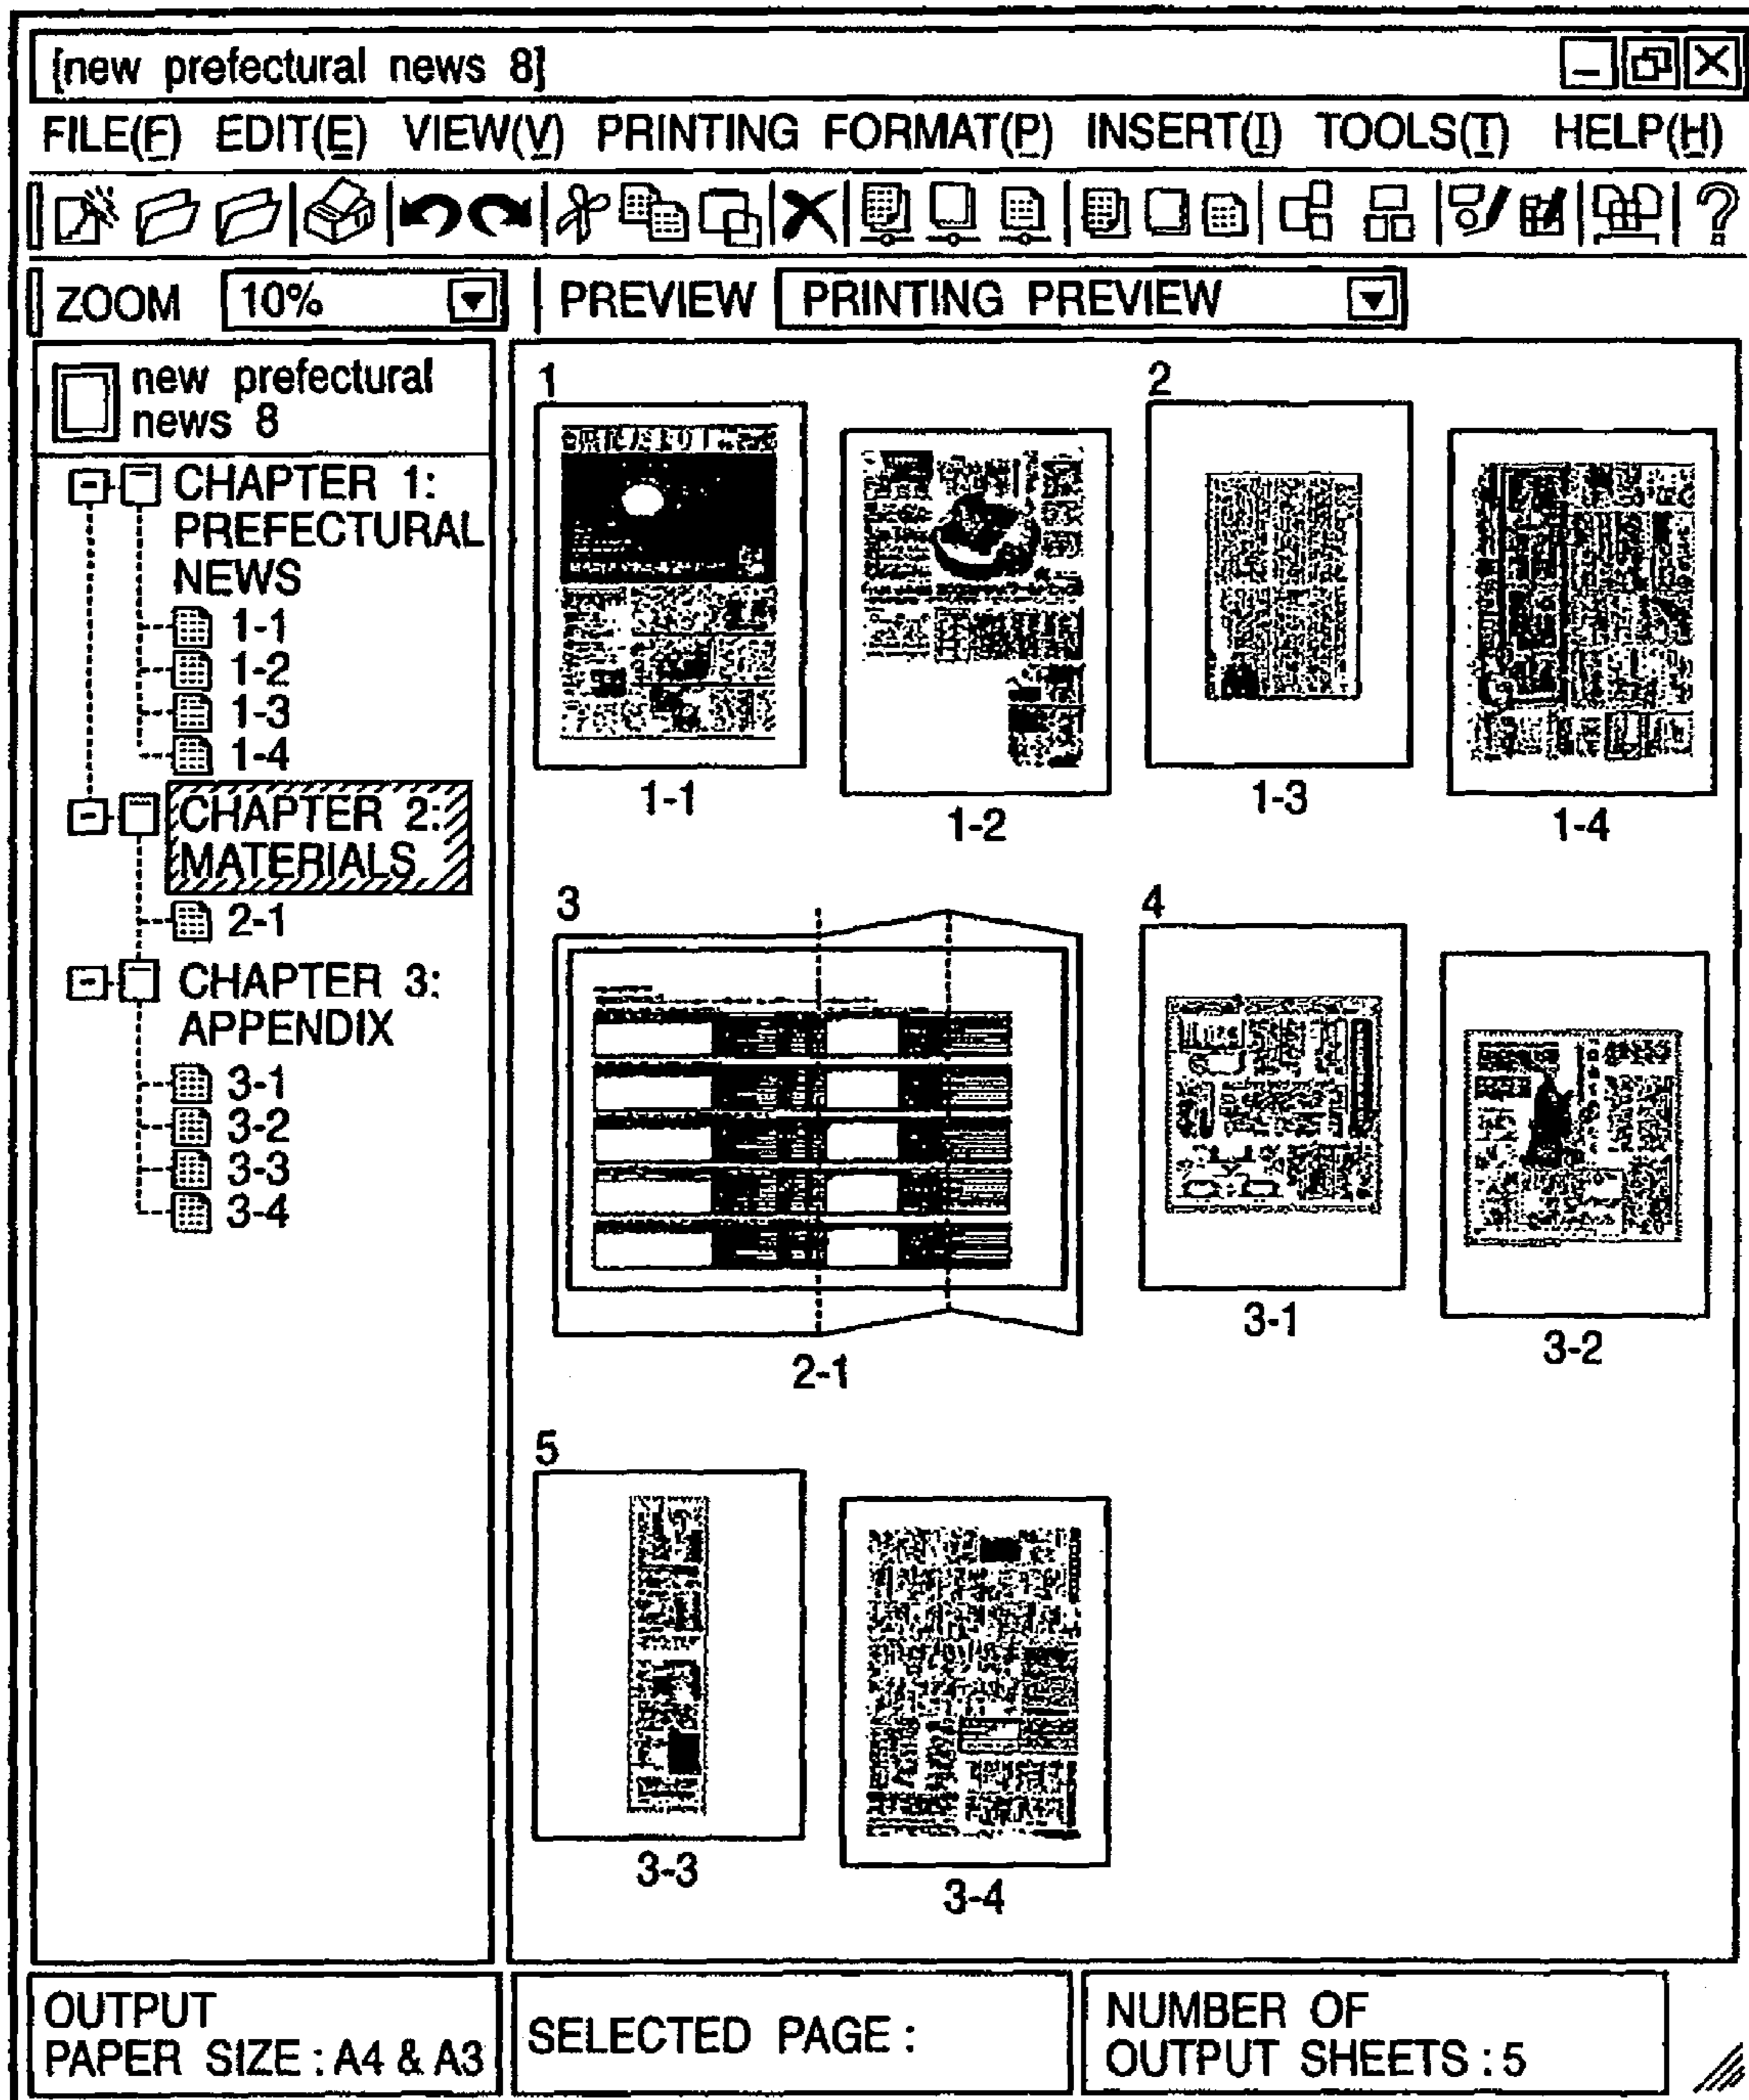 [new prefectural news 8]
FILE(F) EDIT(E) VIEW(V) PRINTING FORMAT(P) INSERT(I) TOOLS(T) HELP(H)
ZOOM 10% PREVIEW PRINTING PREVIEW
new prefectural
news 8
CHAPTER 1:
PREFECTURAL
NEWS
1-1
1-2
1-3
1-4
CHAPTER 2:
MATERIALS
2-1
CHAPTER 3:
APPENDIX
3-1
3-2
3-3
3-4
1
2
1-1
1-2
1-3
1-4
3
4
2-1
3-1
3-2
5
3-3
3-4
OUTPUT
PAPER SIZE : A4 & A3
SELECTED PAGE :
NUMBER OF
OUTPUT SHEETS : 5